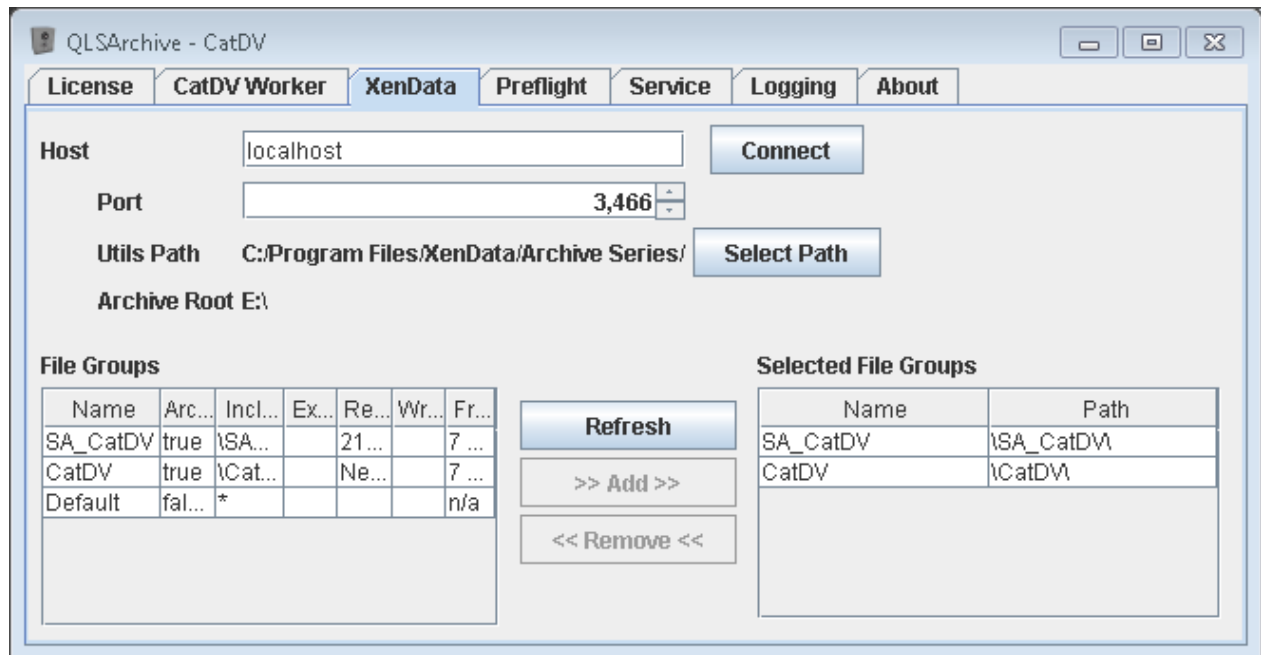 QLSArchive - CatDV
License CatDV Worker XenData Preflight Service Logging About
Host localhost Connect
Port 3,466
Utils Path C:/Program Files/XenData/Archive Series/ Select Path
Archive Root E:\
File Groups
Name Arc... Incl... Ex... Re... Wr... Fr...
SA_CatDV true \SA... 21... 7 ...
CatDV true \Cat... Ne... 7 ...
Default fal... * n/a
Refresh
>> Add >>
<< Remove <<
Selected File Groups
Name Path
SA_CatDV \SA_CatDV\
CatDV \CatDV\